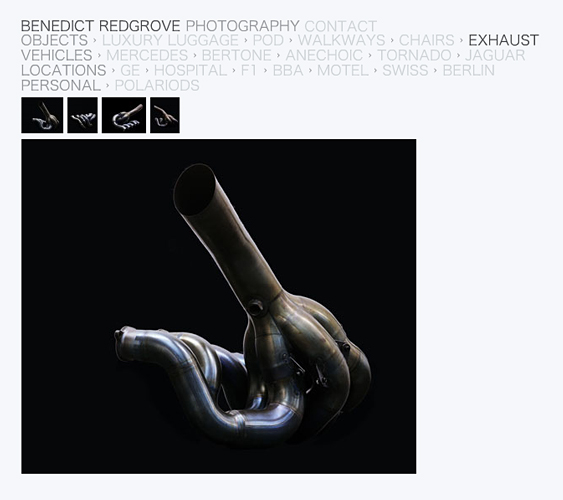 BENEDICT REDGROVE PHOTOGRAPHY CONTACT
OBJECTS › LUXURY LUGGAGE › POD › WALKWAYS › CHAIRS › EXHAUST
VEHICLES › MERCEDES › BERTONE › ANECHOIC › TORNADO › JAGUAR
LOCATIONS › GE › HOSPITAL › F1 › BBA › MOTEL › SWISS › BERLIN
PERSONAL › POLARIODS